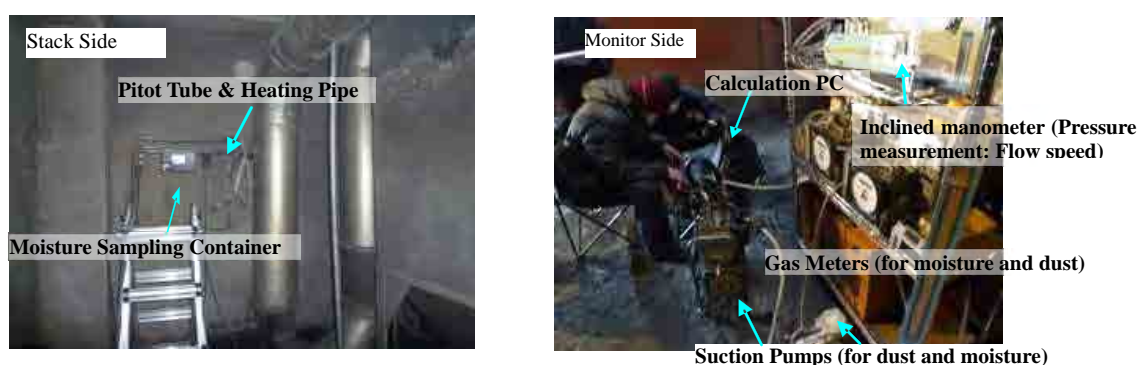 Stack Side
Pitot Tube & Heating Pipe
Moisture Sampling Container
Monitor Side
Calculation PC
Inclined manometer (Pressure
measurement: Flow speed)
Gas Meters (for moisture and dust)
Suction Pumps (for dust and moisture)